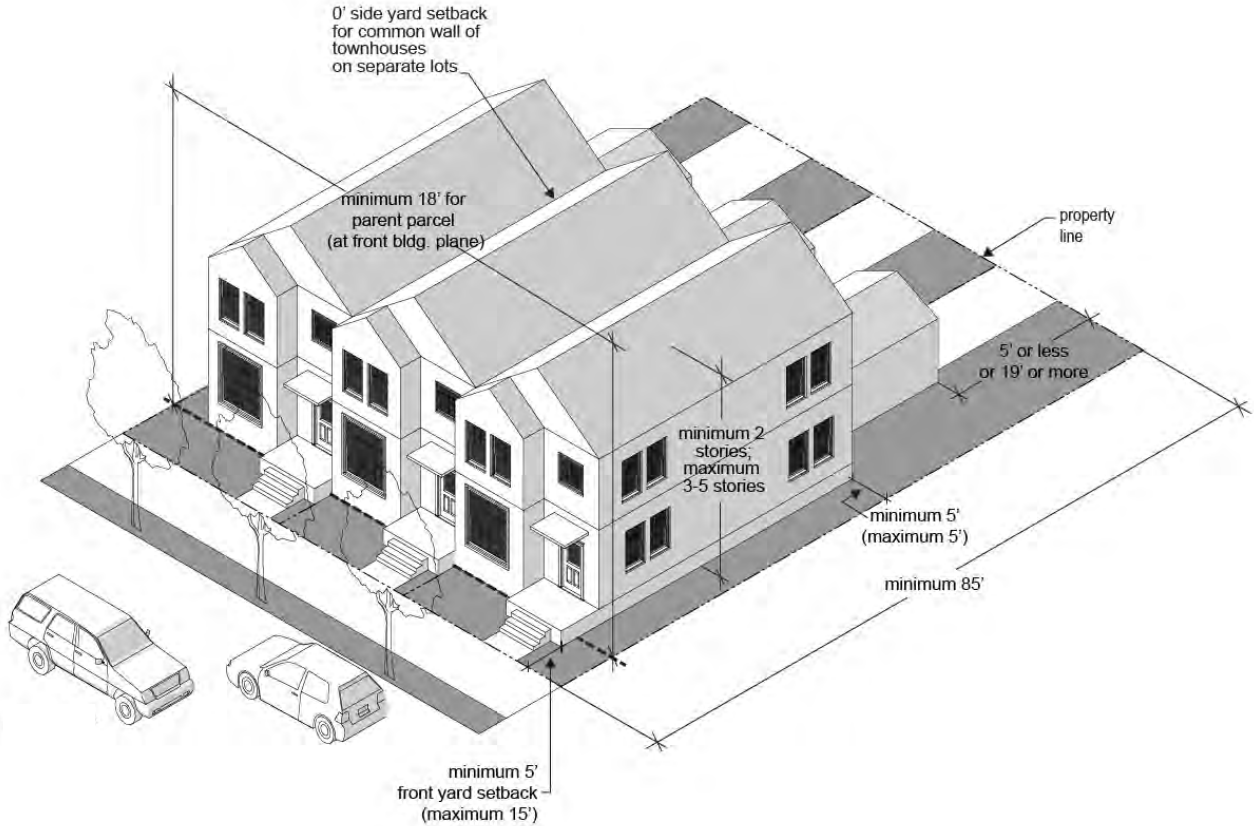 0' side yard setback
for common wall of
townhouses
on separate lots
minimum 18' for
parent parcel
(at front bldg. plane)
property
line
5' or less
or 19' or more
minimum 2
stories;
maximum
3-5 stories
minimum 5'
(maximum 5')
minimum 85'
minimum 5'
front yard setback
(maximum 15')